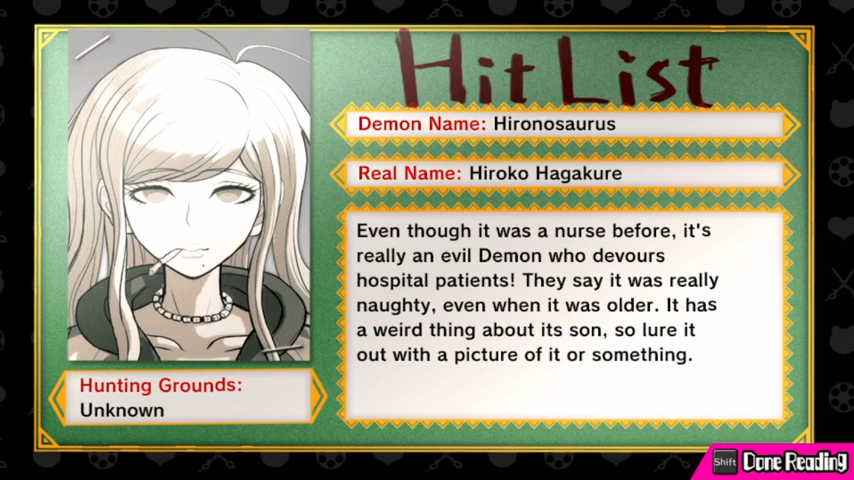 Hit List
Demon Name: Hironosaurus
Real Name: Hiroko Hagakure
Even though it was a nurse before, it's
really an evil Demon who devours
hospital patients! They say it was really
naughty, even when it was older. It has
a weird thing about its son, so lure it
out with a picture of it or something.
Hunting Grounds:
Unknown
Shift Done Reading